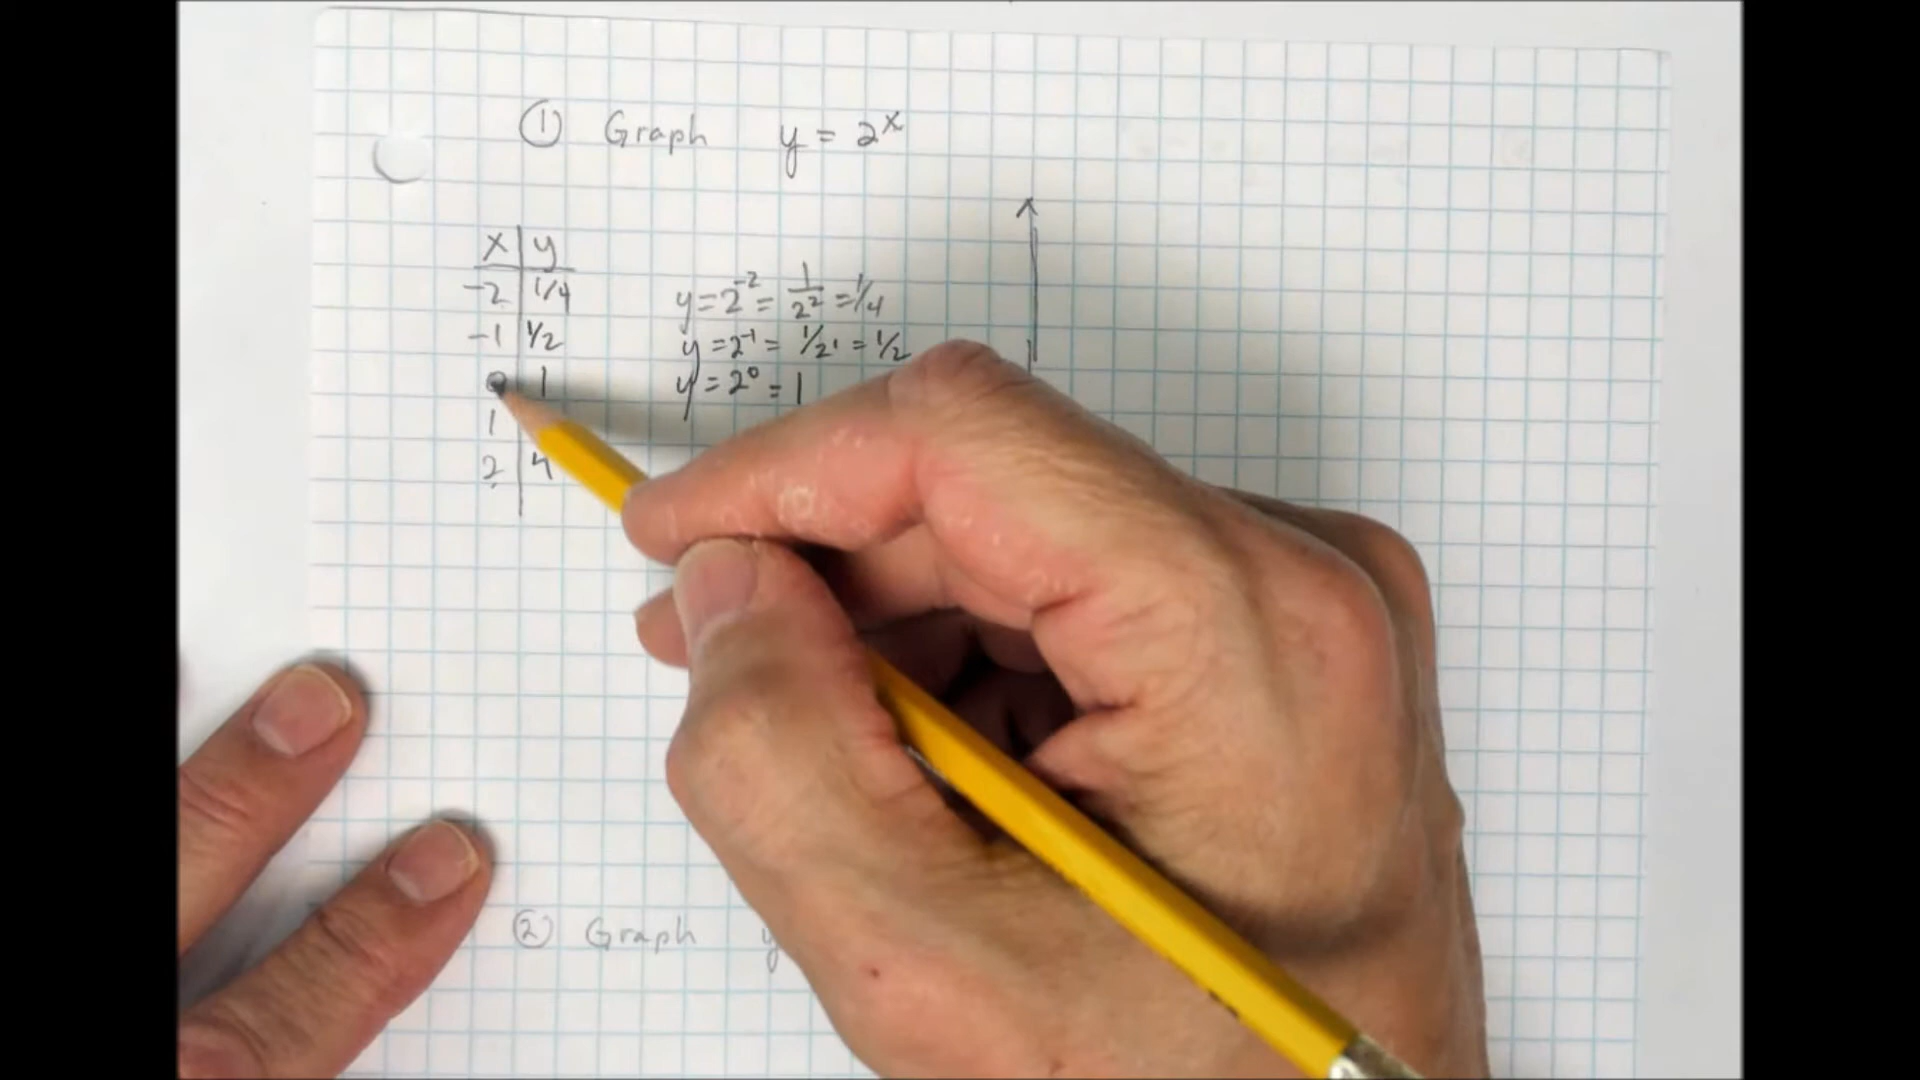 ① Graph y = 2^x
x | y
-2 | 1/4 y = 2^-2 = 1/2^2 = 1/4
-1 | 1/2 y = 2^-1 = 1/2^1 = 1/2
0 | 1 y = 2^0 = 1
1
2 | 4
② Graph y